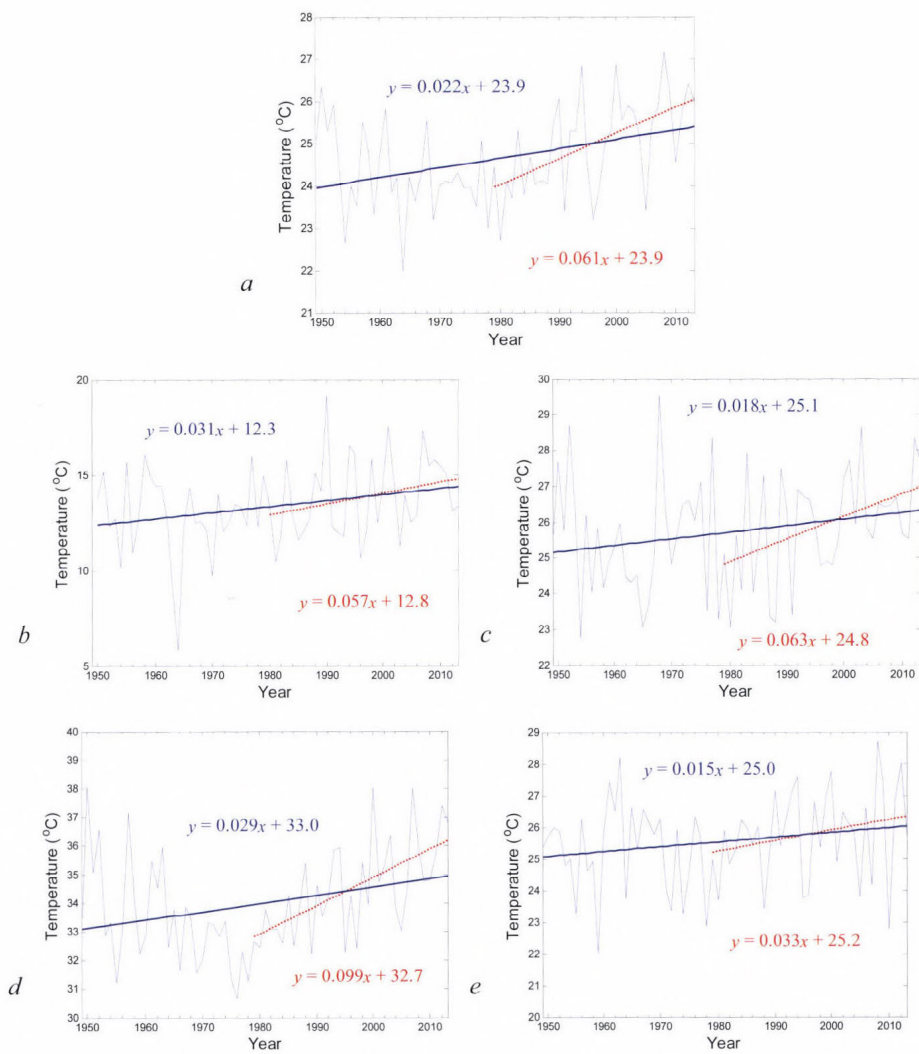 28
27
26
25
24
23
22
21
Temperature (°C)
y = 0.022x + 23.9
y = 0.061x + 23.9
1950 1960 1970 1980 1990 2000 2010
Year
a
20
15
10
5
Temperature (°C)
y = 0.031x + 12.3
y = 0.057x + 12.8
1950 1960 1970 1980 1990 2000 2010
Year
b
30
29
28
27
26
25
24
23
22
Temperature (°C)
y = 0.018x + 25.1
y = 0.063x + 24.8
1950 1960 1970 1980 1990 2000 2010
Year
c
40
39
38
37
36
35
34
33
32
31
30
Temperature (°C)
y = 0.029x + 33.0
y = 0.099x + 32.7
1950 1960 1970 1980 1990 2000 2010
Year
d
29
28
27
26
25
24
23
22
21
20
Temperature (°C)
y = 0.015x + 25.0
y = 0.033x + 25.2
1950 1960 1970 1980 1990 2000 2010
Year
e